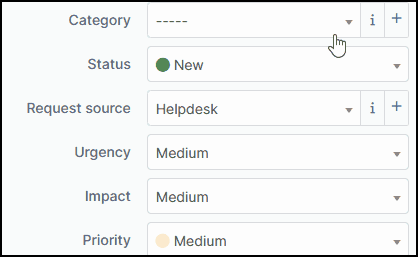 Category ----- i +
Status New
Request source Helpdesk i +
Urgency Medium
Impact Medium
Priority Medium